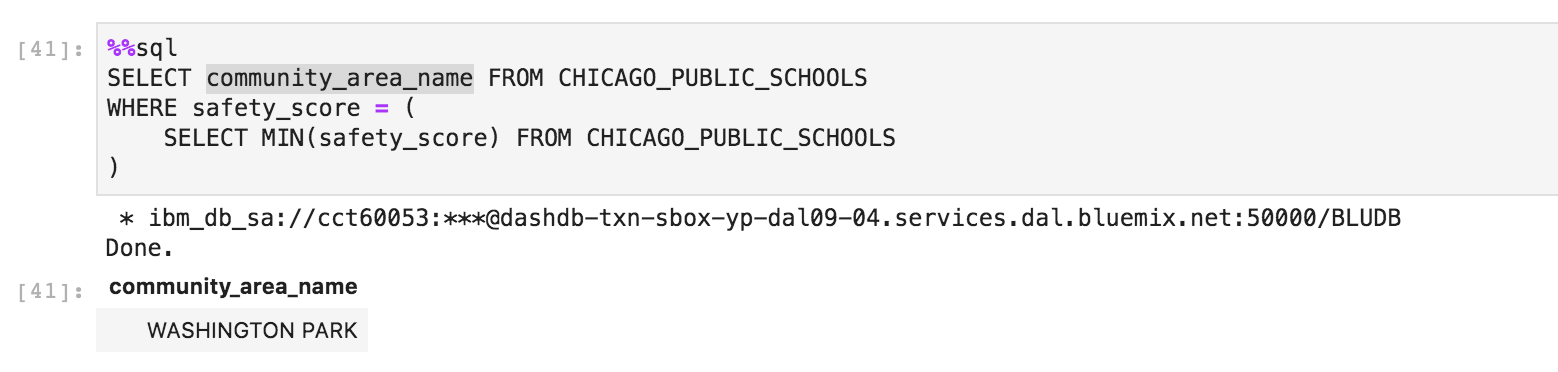 [41]: %%sql
SELECT community_area_name FROM CHICAGO_PUBLIC_SCHOOLS
WHERE safety_score = (
    SELECT MIN(safety_score) FROM CHICAGO_PUBLIC_SCHOOLS
)
* ibm_db_sa://cct60053:***@dashdb-txn-sbox-yp-dal09-04.services.dal.bluemix.net:50000/BLUDB
Done.
[41]: community_area_name
WASHINGTON PARK